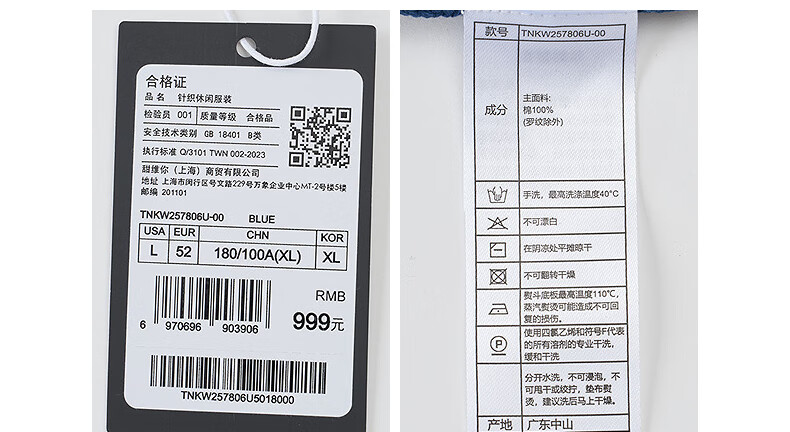 合格证
品 名 针织休闲服装
检验员 001 质量等级 合格品
安全技术类别 GB 18401 B类
执行标准 Q/3101 TWN 002-2023
甜维你（上海）商贸有限公司
地址 上海市闵行区号文路229号万象企业中心MT-2号楼5楼
邮编 201101
TNKW257806U-00 BLUE
USA EUR CHN KOR
L 52 180/100A(XL) XL
RMB
999元
6 970696 903906
TNKW257806U5018000
款号 TNKW257806U-00
成分
主面料:
棉100%
(罗纹除外)
手洗，最高洗涤温度40°C
不可漂白
在阴凉处平摊晾干
不可翻转干燥
熨斗底板最高温度110℃,
蒸汽熨烫可能造成不可回
复的损伤。
P
使用四氯乙烯和符号F代表
的所有溶剂的专业干洗,
缓和干洗
分开水洗，不可浸泡，不
可甩干或绞拧，垫布熨
烫，建议洗后马上干燥。
产地 广东中山